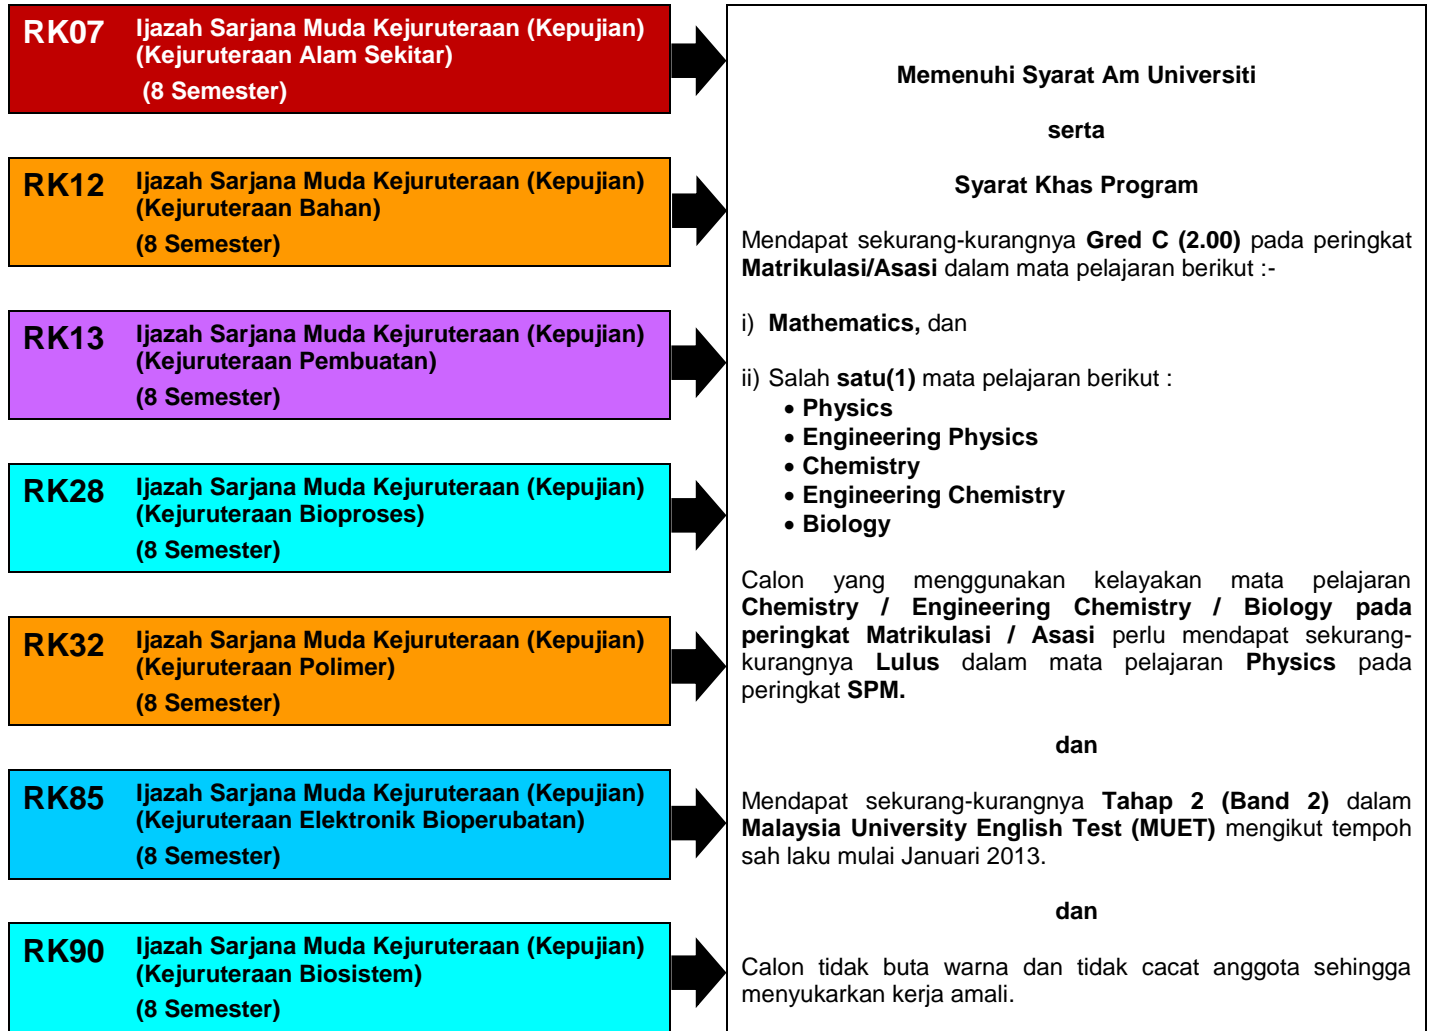 RK07 Ijazah Sarjana Muda Kejuruteraan (Kepujian)
(Kejuruteraan Alam Sekitar)
(8 Semester)
RK12 Ijazah Sarjana Muda Kejuruteraan (Kepujian)
(Kejuruteraan Bahan)
(8 Semester)
RK13 Ijazah Sarjana Muda Kejuruteraan (Kepujian)
(Kejuruteraan Pembuatan)
(8 Semester)
RK28 Ijazah Sarjana Muda Kejuruteraan (Kepujian)
(Kejuruteraan Bioproses)
(8 Semester)
RK32 Ijazah Sarjana Muda Kejuruteraan (Kepujian)
(Kejuruteraan Polimer)
(8 Semester)
RK85 Ijazah Sarjana Muda Kejuruteraan (Kepujian)
(Kejuruteraan Elektronik Bioperubatan)
(8 Semester)
RK90 Ijazah Sarjana Muda Kejuruteraan (Kepujian)
(Kejuruteraan Biosistem)
(8 Semester)
Memenuhi Syarat Am Universiti
serta
Syarat Khas Program
Mendapat sekurang-kurangnya Gred C (2.00) pada peringkat
Matrikulasi/Asasi dalam mata pelajaran berikut :-
i) Mathematics, dan
ii) Salah satu(1) mata pelajaran berikut :
• Physics
• Engineering Physics
• Chemistry
• Engineering Chemistry
• Biology
Calon yang menggunakan kelayakan mata pelajaran
Chemistry / Engineering Chemistry / Biology pada
peringkat Matrikulasi / Asasi perlu mendapat sekurang-
kurangnya Lulus dalam mata pelajaran Physics pada
peringkat SPM.
dan
Mendapat sekurang-kurangnya Tahap 2 (Band 2) dalam
Malaysia University English Test (MUET) mengikut tempoh
sah laku mulai Januari 2013.
dan
Calon tidak buta warna dan tidak cacat anggota sehingga
menyukarkan kerja amali.